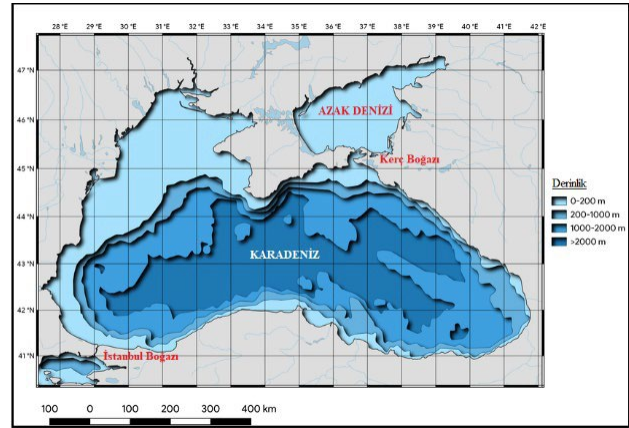 28°E 29°E 30°E 31°E 32°E 33°E 34°E 35°E 36°E 37°E 38°E 39°E 40°E 41°E 42°E
47°N
46°N
AZAK DENİZİ
45°N
Kerç Boğazı
Derinlik
0-200 m
200-1000 m
1000-2000 m
>2000 m
44°N
43°N
KARADENİZ
42°N
41°N
İstanbul Boğazı
100 0 100 200 300 400 km